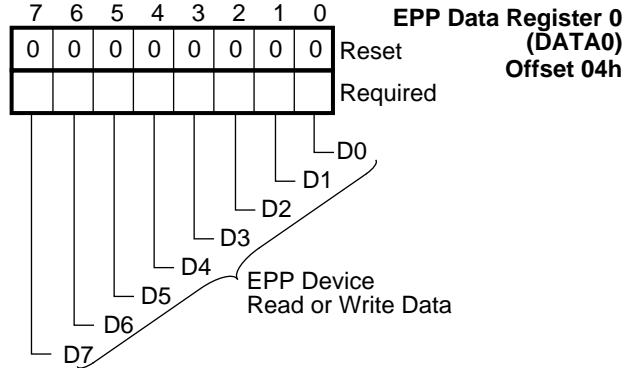 7 6 5 4 3 2 1 0
EPP Data Register 0
(DATA0)
Offset 04h
0 0 0 0 0 0 0 0 Reset
Required
D0
D1
D2
D3
D4
D5
D6
D7
EPP Device
Read or Write Data